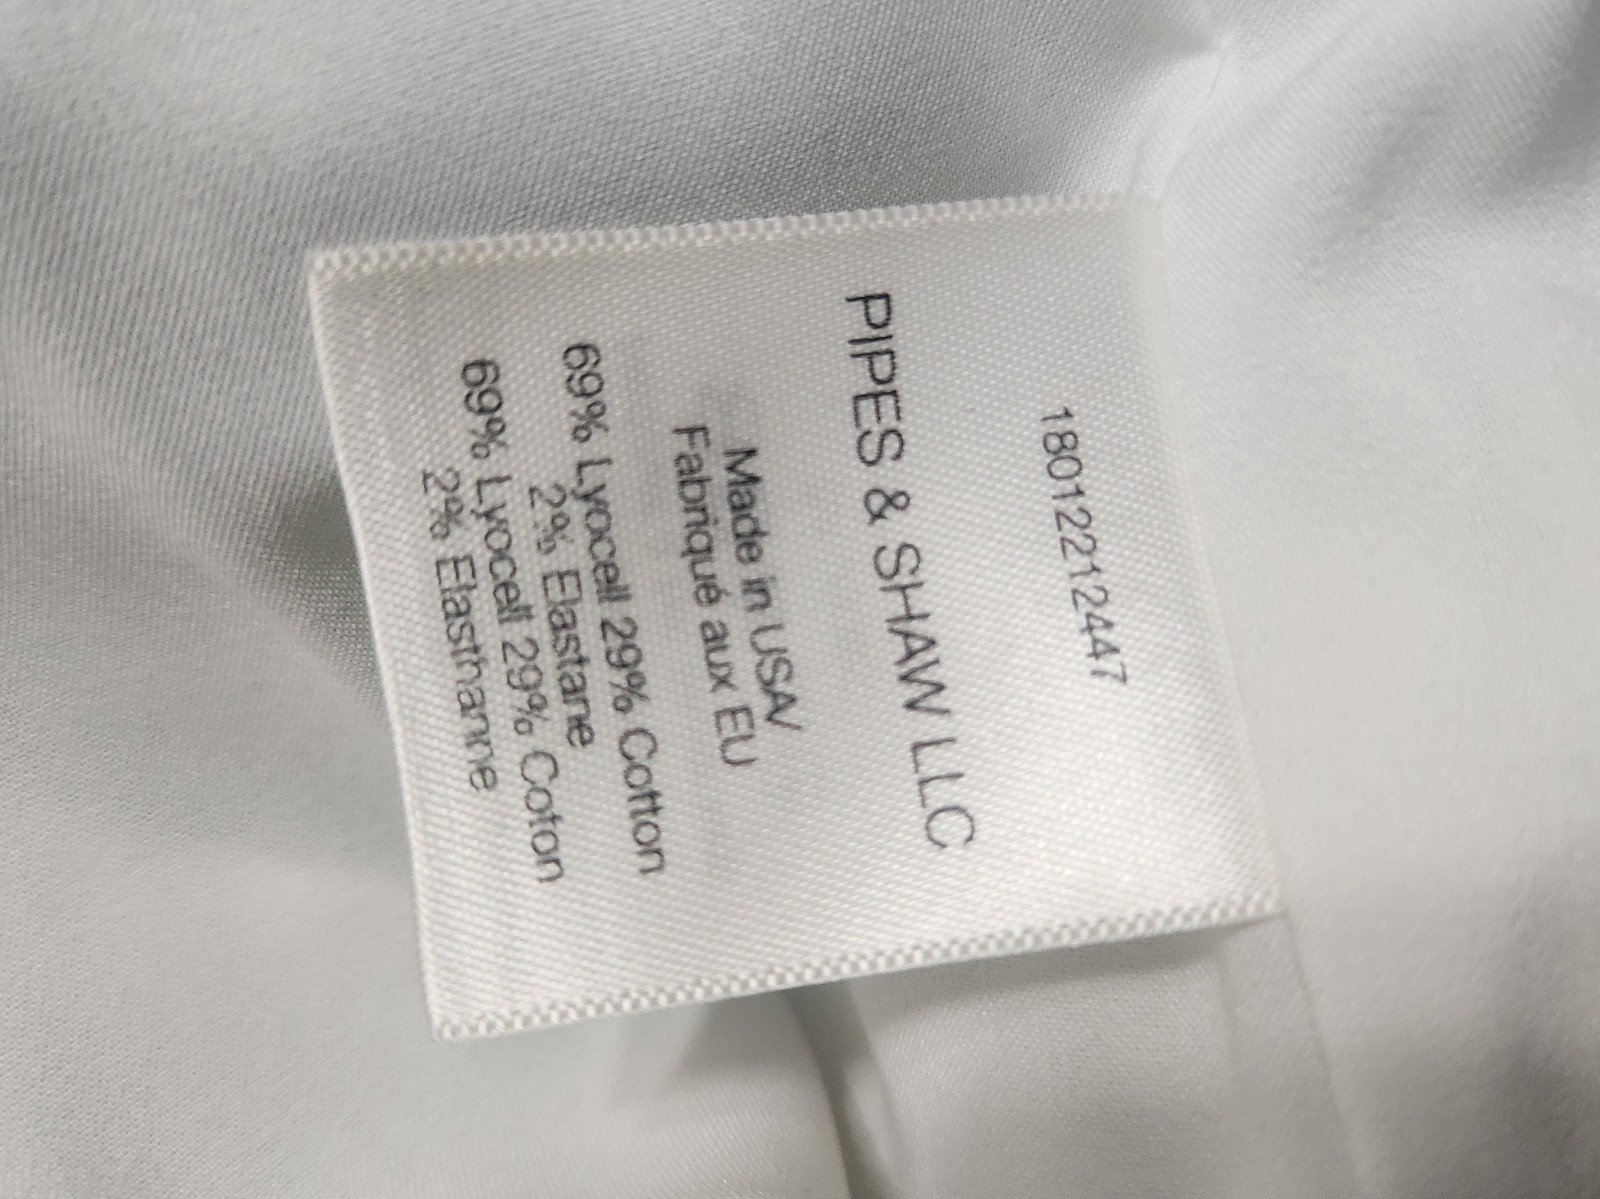 18012212447
PIPES & SHAW LLC
Made in USA/
Fabriqué aux EU
69% Lyocell 29% Cotton
2% Elastane
69% Lyocell 29% Coton
2% Elasthanne